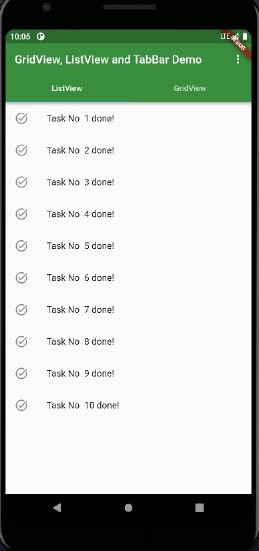 10:05 LTE
GridView, ListView and TabBar Demo
ListView GridView
Task No 1 done!
Task No 2 done!
Task No 3 done!
Task No 4 done!
Task No 5 done!
Task No 6 done!
Task No 7 done!
Task No 8 done!
Task No 9 done!
Task No 10 done!